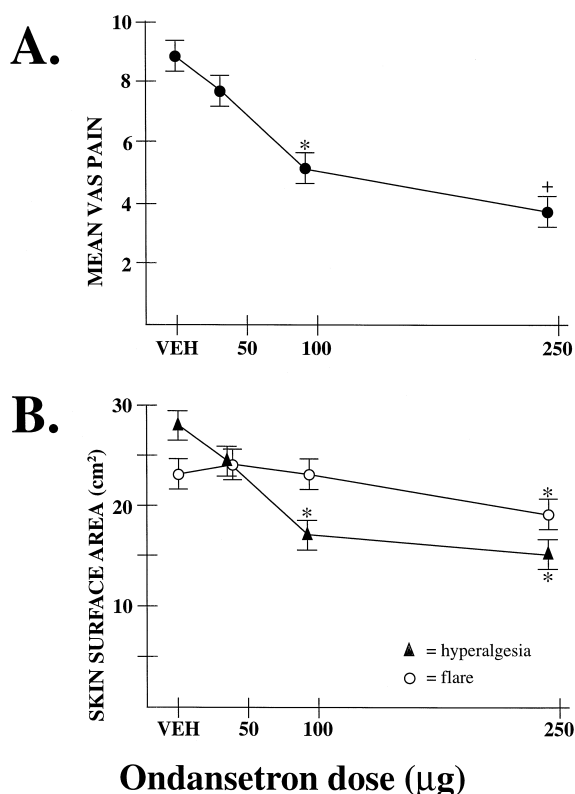 A.
MEAN VAS PAIN
10
8
6
4
2
*
+
VEH 50 100 250
B.
SKIN SURFACE AREA (cm²)
30
20
10
*
*
*
▲ = hyperalgesia
○ = flare
VEH 50 100 250
Ondansetron dose (μg)